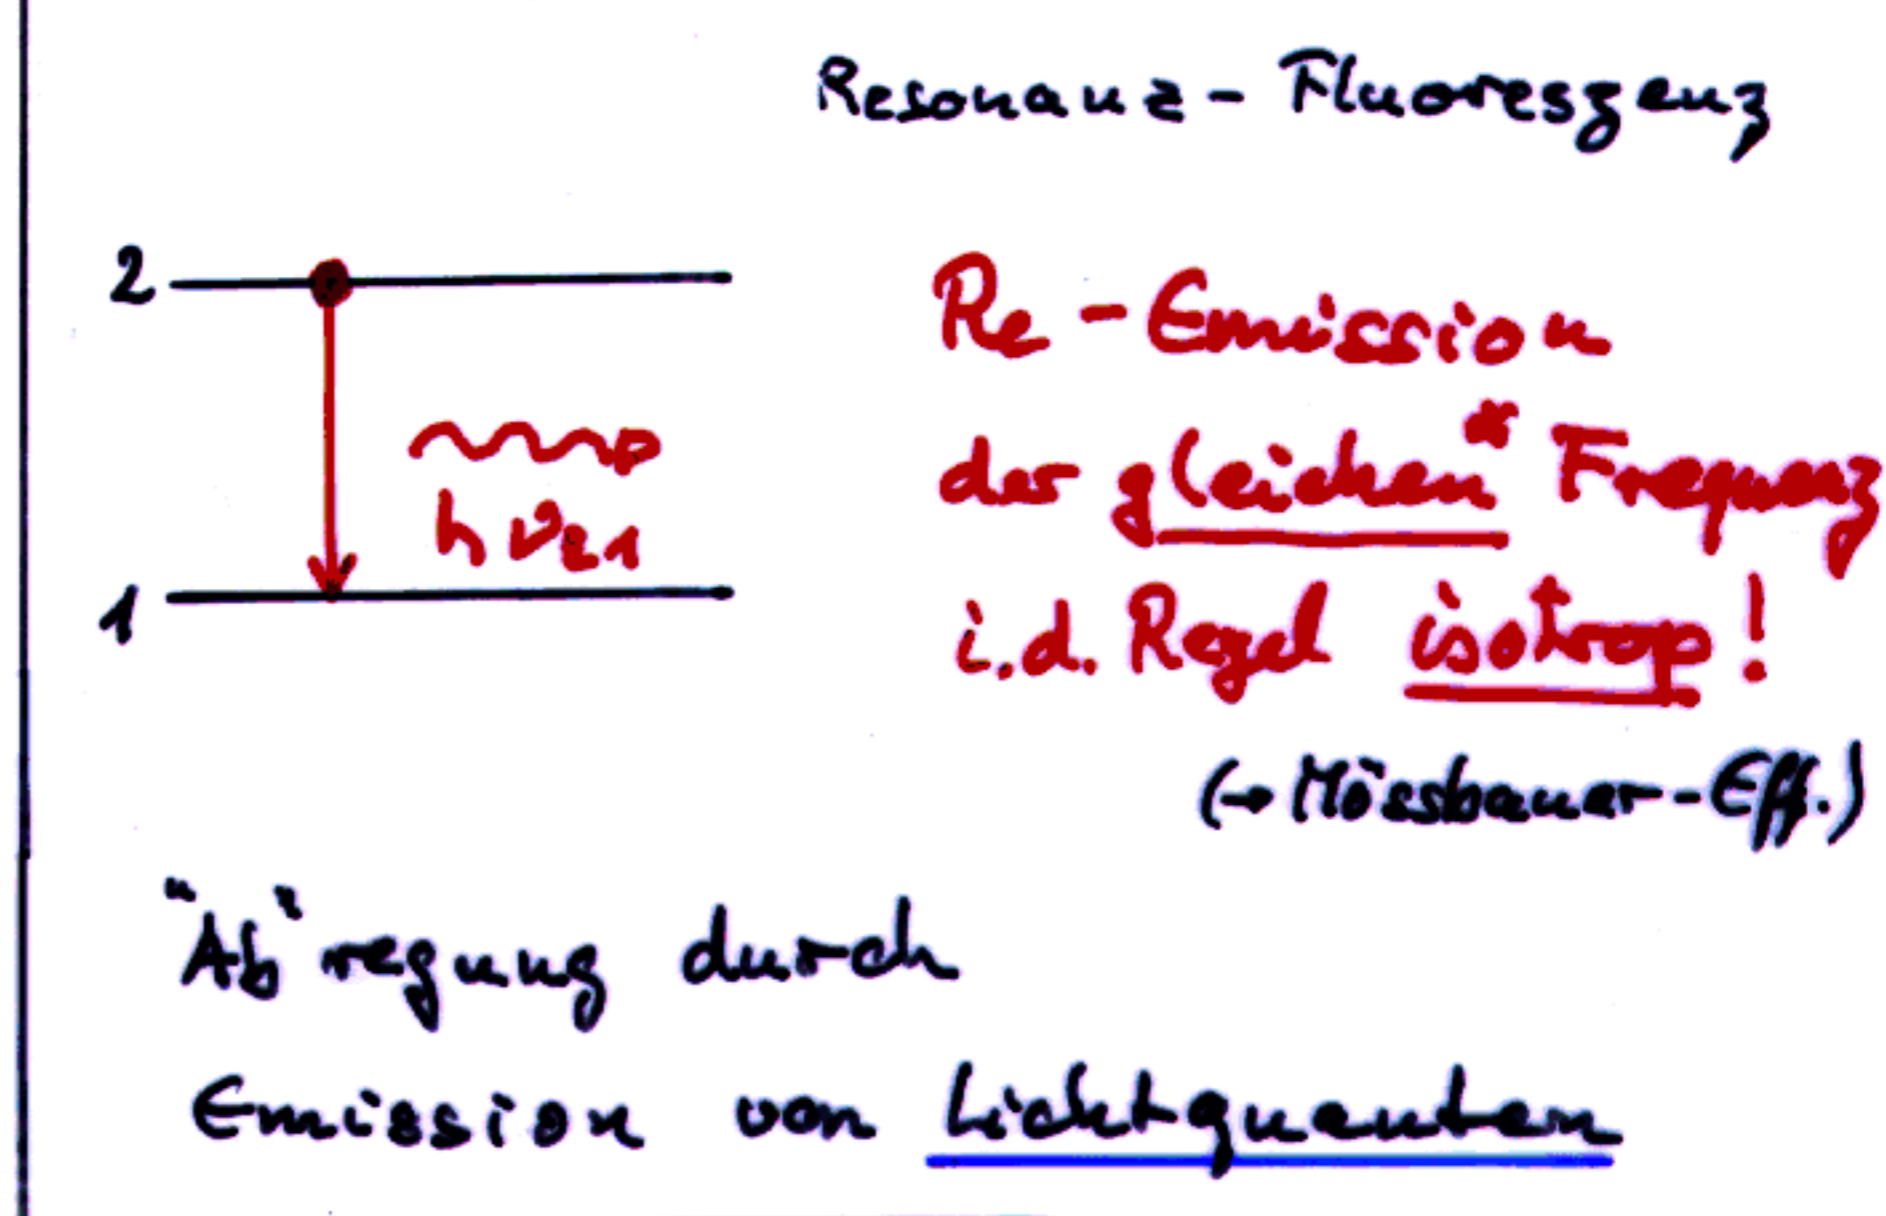 Resonanz - Fluoreszenz
2
Re - Emission
der gleichen* Frequenz
hν21
1
i.d. Regel isotrop!
(→ Mössbauer-Eff.)
"Ab"regung durch
Emission von Lichtquanten